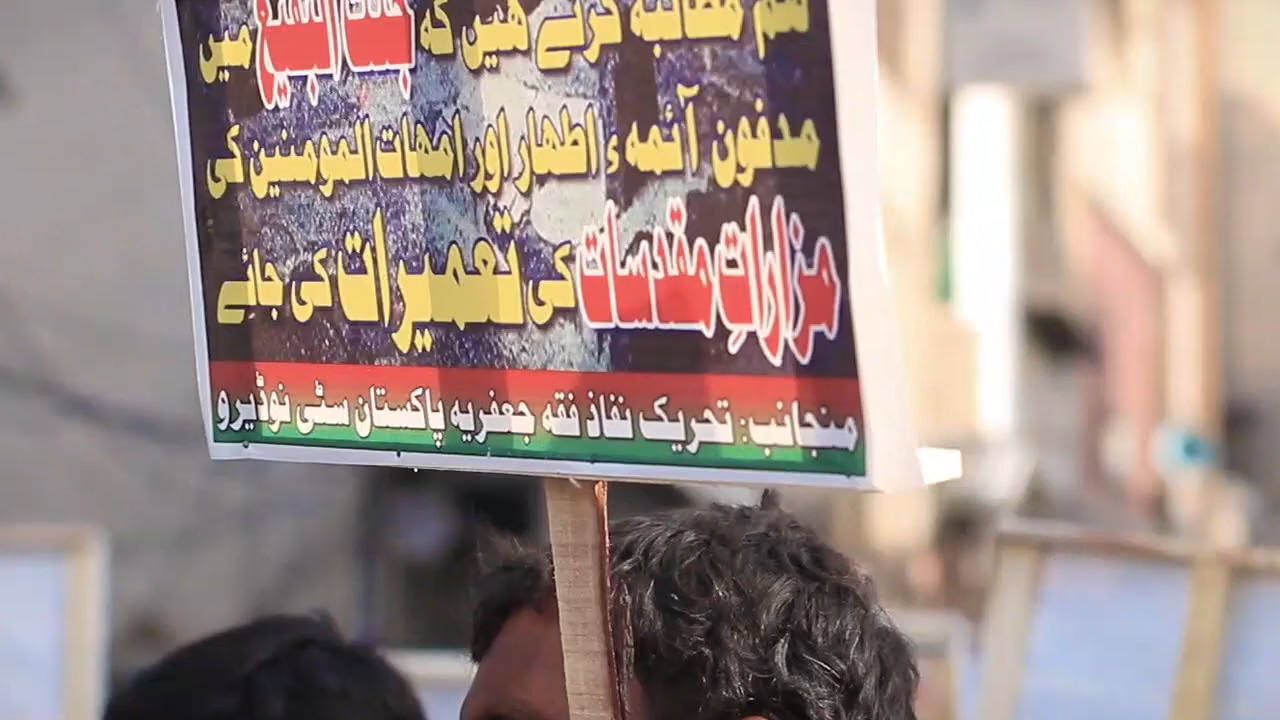 ہم مطالبہ کرتے ہیں کہ جنت البقیع میں
مدفون آئمہ ء اطہار اور امہات المومنین کی
مزاراتِ مقدسات کی تعمیرات کی جائے
منجانب: تحریک نفاذ فقہ جعفریہ پاکستان سٹی نوڈیرو